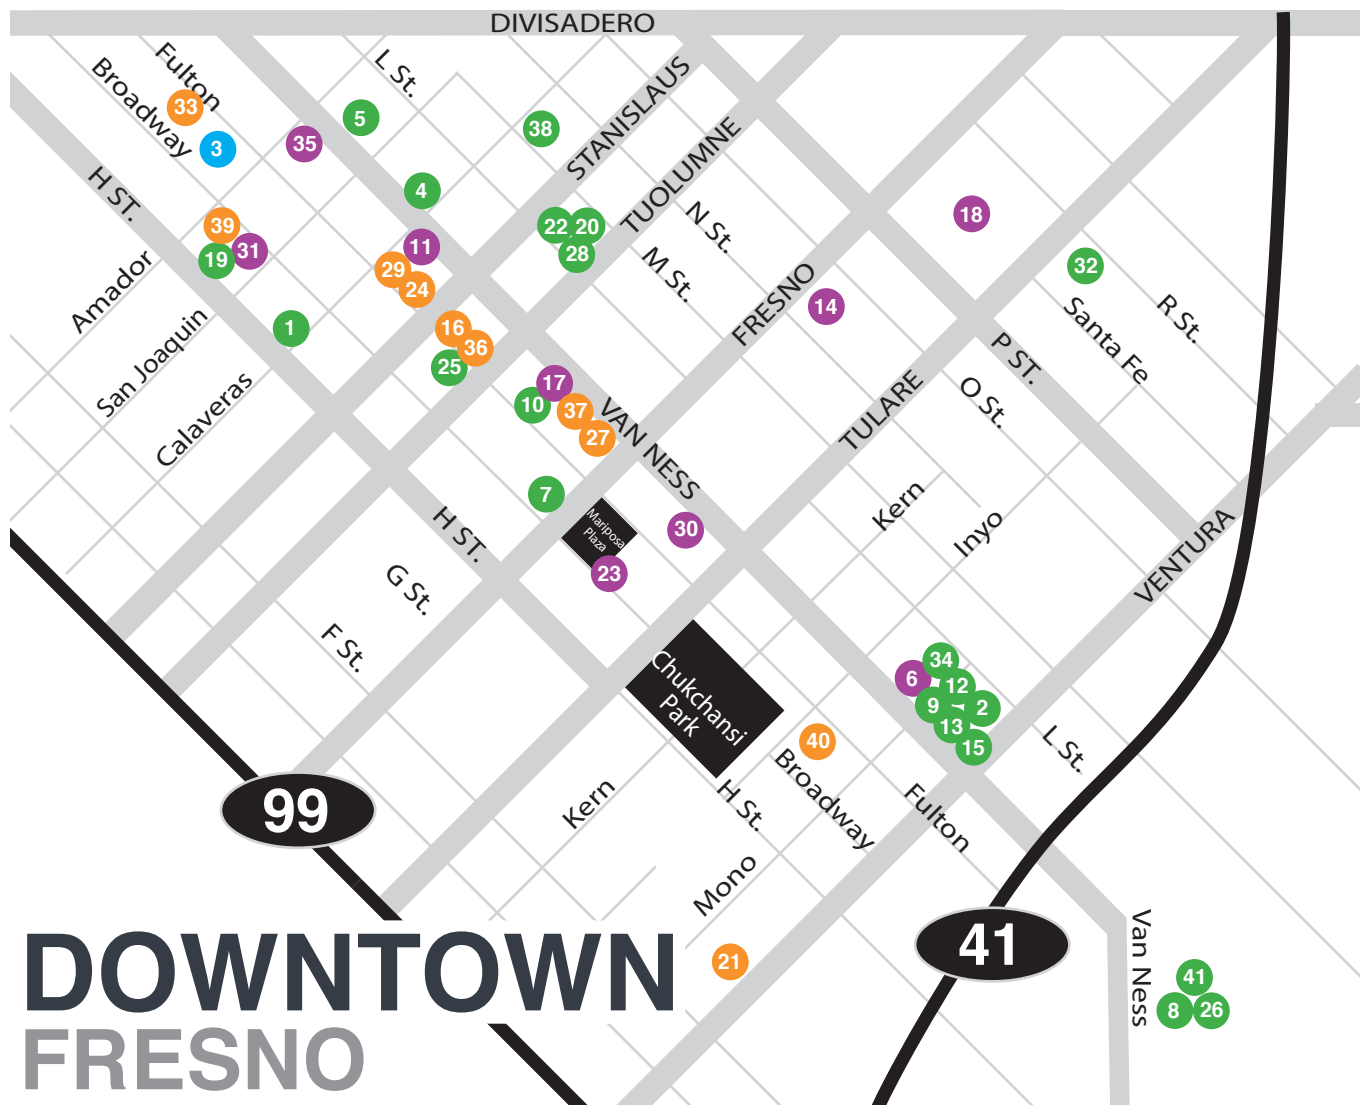 DIVISADERO
Fulton
Broadway
L St.
33
3
35
5
38
4
STANISLAUS
TUOLUMNE
H ST.
39
19
31
11
29
24
22
20
28
N St.
M St.
18
32
Amador
San Joaquin
Calaveras
1
16
36
25
17
10
37
27
VAN NESS
FRESNO
14
TULARE
P ST.
O St.
Santa Fe
R St.
7
Mariposa
Plaza
23
30
H ST.
G St.
F St.
Kern
Inyo
VENTURA
Chukchansi
Park
34
6
12
9
2
13
15
40
Broadway
Fulton
L St.
H St.
Kern
Mono
99
41
21
Van Ness
41
8
26
DOWNTOWN
FRESNO